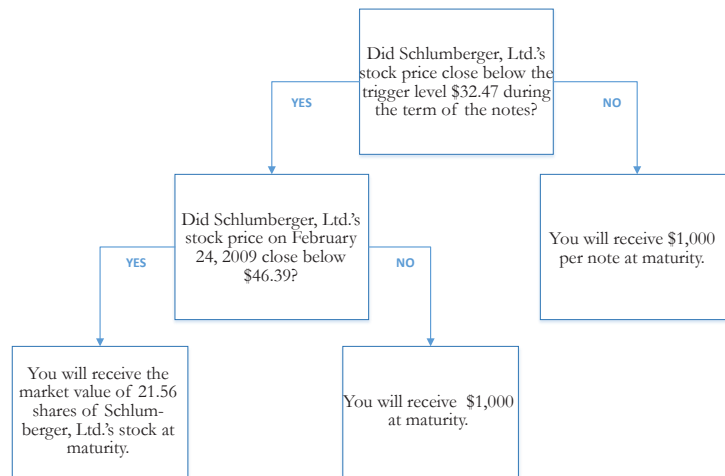 Did Schlumberger, Ltd.'s
stock price close below the
trigger level $32.47 during
the term of the notes?
YES
NO
Did Schlumberger, Ltd.'s
stock price on February
24, 2009 close below
$46.39?
You will receive $1,000
per note at maturity.
YES
NO
You will receive the
market value of 21.56
shares of Schlum-
berger, Ltd.'s stock at
maturity.
You will receive $1,000
at maturity.